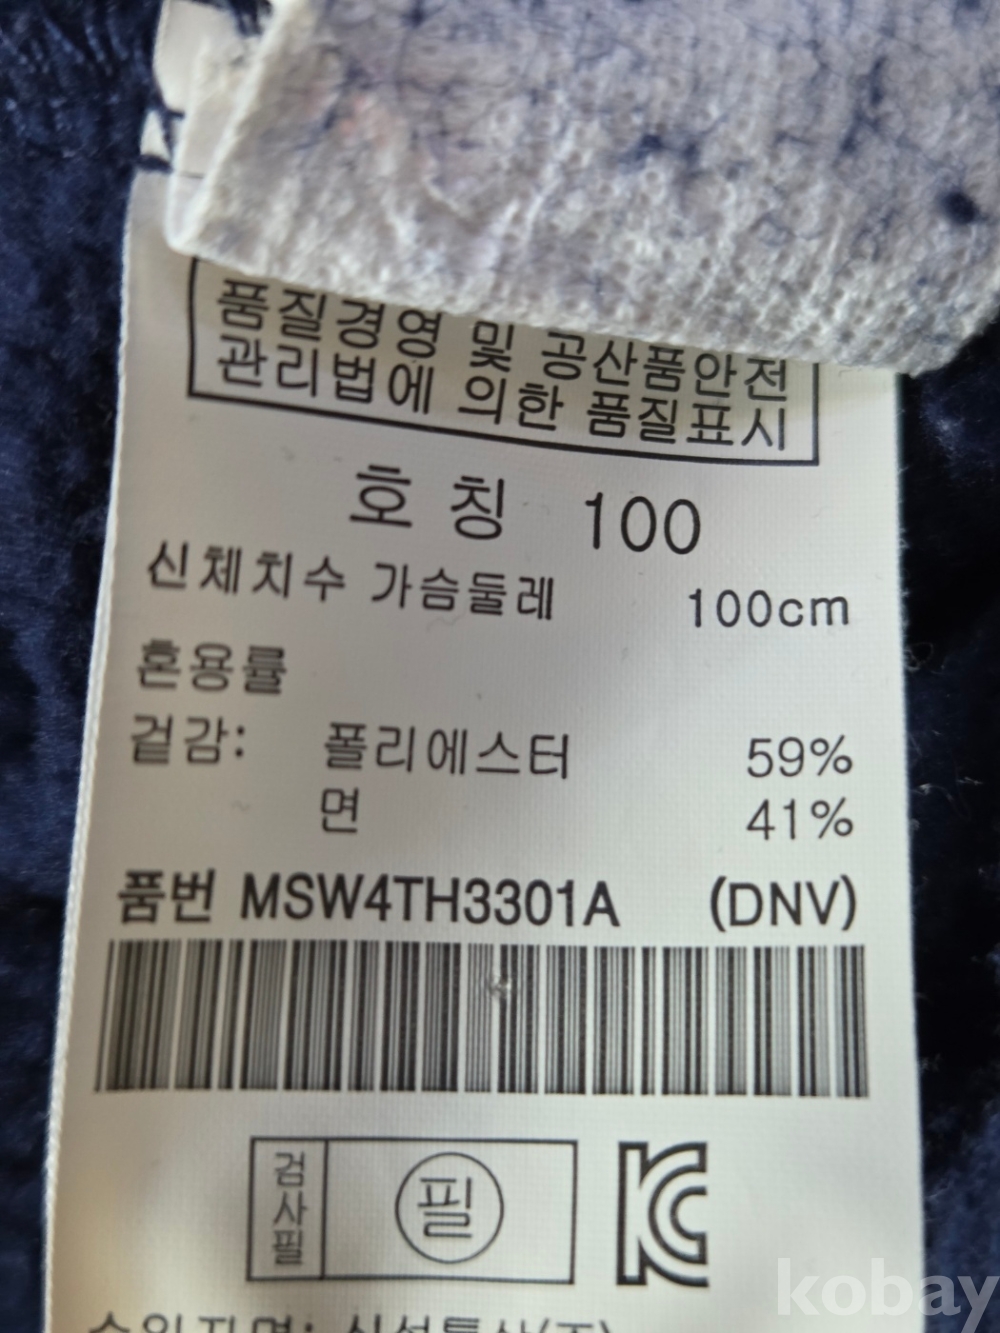 품질경영 및 공산품안전
관리법에 의한 품질표시
호 칭 100
신체치수 가슴둘레 100cm
혼용률
겉감: 폴리에스터 59%
면 41%
품번 MSW4TH3301A (DNV)
검사필
필
KC
kobay